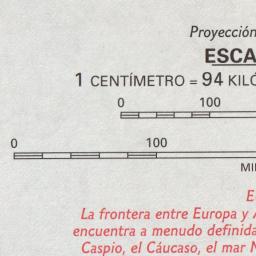 Proyección
ESCA
1 CENTÍMETRO = 94 KILÓ
0 100
0 100
MI
E
La frontera entre Europa y A
encuentra a menudo definida
Caspio, el Cáucaso, el mar N